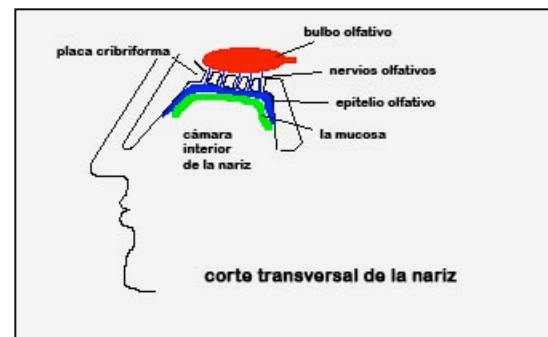 bulbo olfativo
placa cribriforma
nervios olfativos
epitelio olfativo
la mucosa
cámara
interior
de la nariz
corte transversal de la nariz